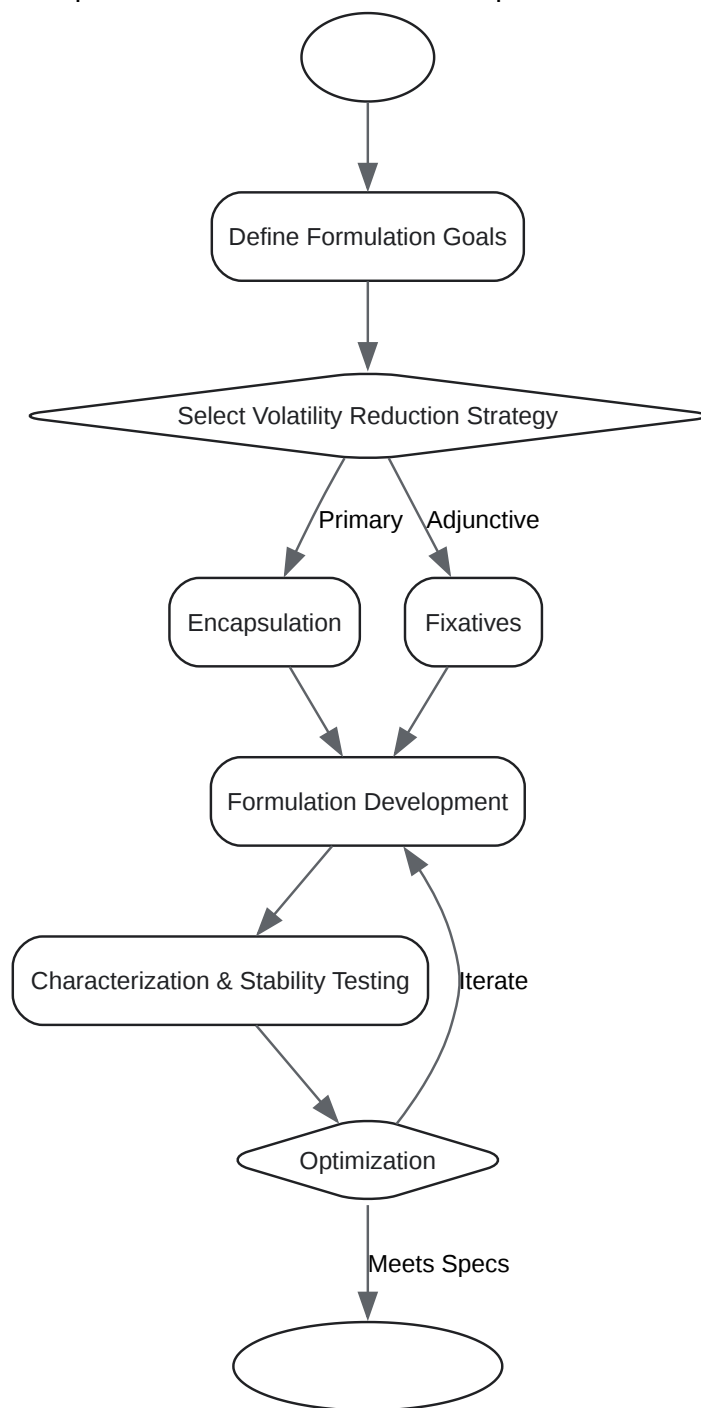 Define Formulation Goals
Select Volatility Reduction Strategy
Primary
Adjunctive
Encapsulation
Fixatives
Formulation Development
Characterization & Stability Testing
Iterate
Optimization
Meets Specs